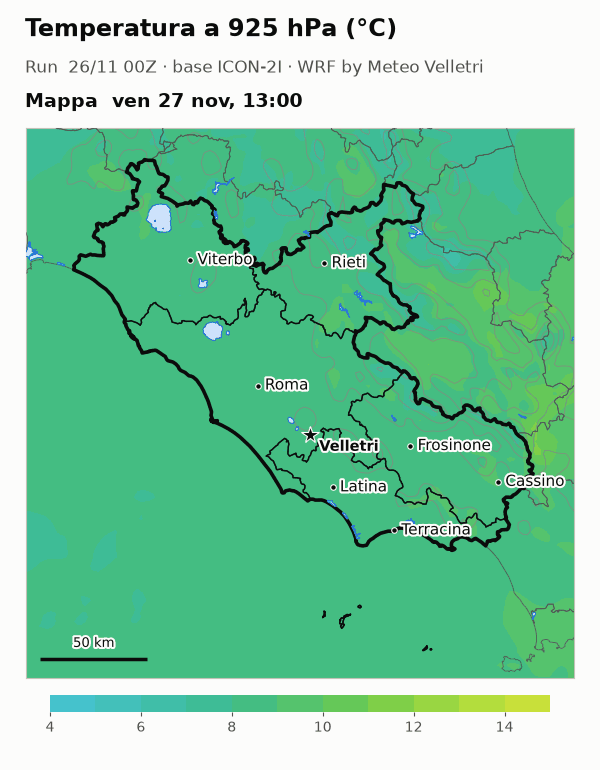 Temperatura a 925 hPa (°C)
Run  26/11 00Z · base ICON-2I · WRF by Meteo Velletri
Mappa  ven 27 nov, 13:00
Viterbo
Rieti
Roma
Velletri
Frosinone
Cassino
Latina
Terracina
50 km
4 6 8 10 12 14